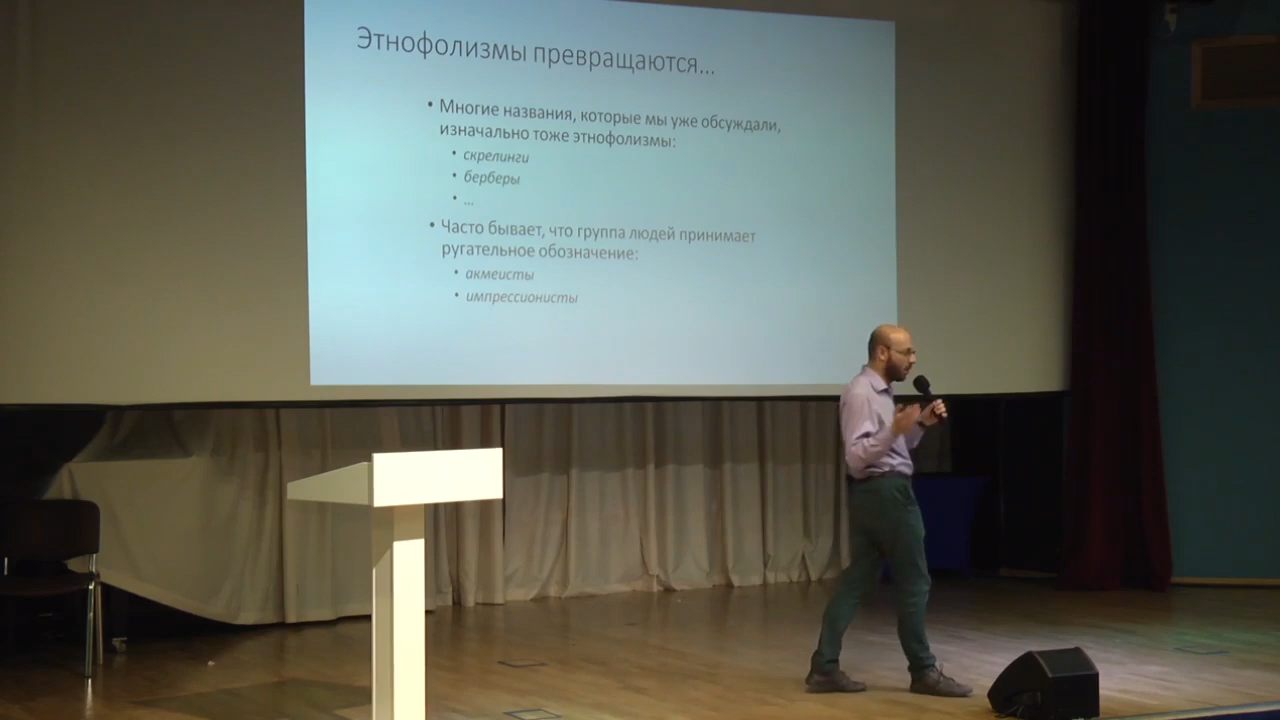 Этнофолизмы превращаются...
• Многие названия, которые мы уже обсуждали,
изначально тоже этнофолизмы:
• скрелинги
• берберы
• ...
• Часто бывает, что группа людей принимает
ругательное обозначение:
• акмеисты
• импрессионисты